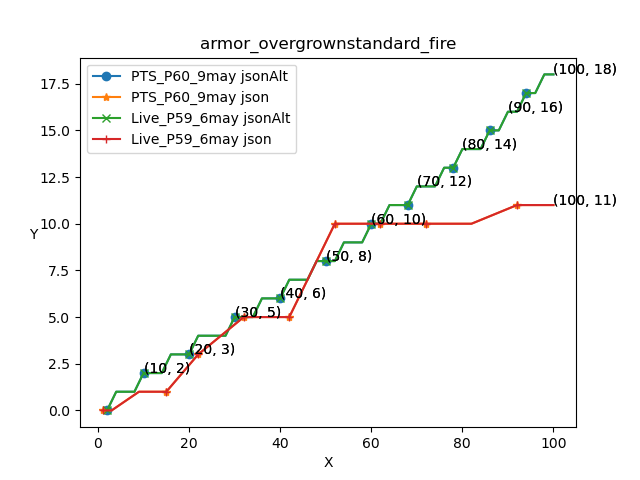 armor_overgrownstandard_fire
PTS_P60_9may jsonAlt
PTS_P60_9may json
Live_P59_6may jsonAlt
Live_P59_6may json
(100, 18)
(90, 16)
(80, 14)
(70, 12)
(100, 11)
(60, 10)
(50, 8)
(40, 6)
(30, 5)
(20, 3)
(10, 2)
17.5
15.0
12.5
10.0
7.5
5.0
2.5
0.0
Y
0 20 40 60 80 100
X